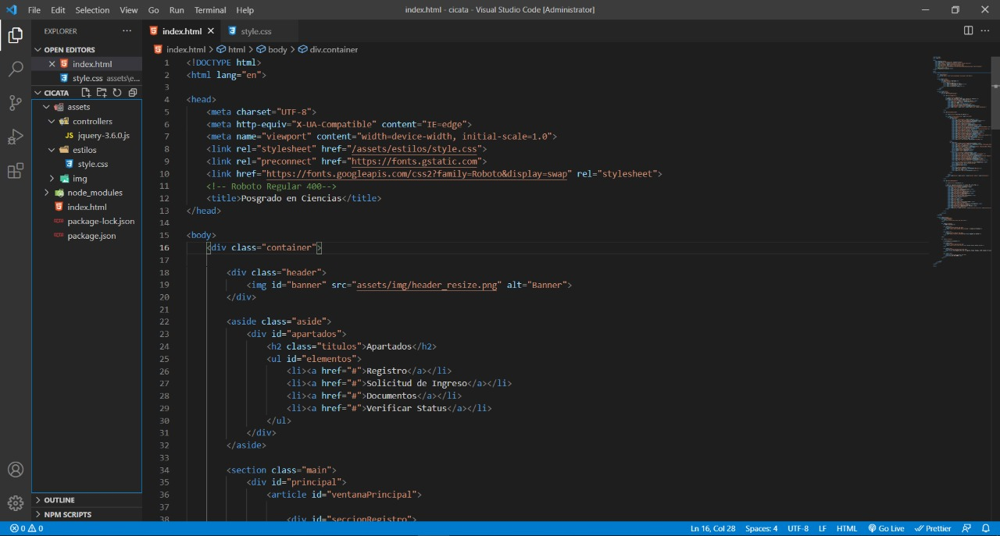 File Edit Selection View Go Run Terminal Help
index.html - cicata - Visual Studio Code [Administrator]
EXPLORER
OPEN EDITORS
index.html
style.css assets\e...
CICATA
assets
controllers
JS jquery-3.6.0.js
estilos
style.css
img
node_modules
index.html
package-lock.json
package.json
OUTLINE
NPM SCRIPTS
index.html
style.css
index.html > html > body > div.container
1 <!DOCTYPE html>
2 <html lang="en">
3
4 <head>
5 <meta charset="UTF-8">
6 <meta http-equiv="X-UA-Compatible" content="IE=edge">
7 <meta name="viewport" content="width=device-width, initial-scale=1.0">
8 <link rel="stylesheet" href="/assets/estilos/style.css">
9 <link rel="preconnect" href="https://fonts.gstatic.com">
10 <link href="https://fonts.googleapis.com/css2?family=Roboto&display=swap" rel="stylesheet">
11 <!-- Roboto Regular 400-->
12 <title>Posgrado en Ciencias</title>
13 </head>
14
15 <body>
16 <div class="container">
17
18 <div class="header">
19 <img id="banner" src="assets/img/header_resize.png" alt="Banner">
20 </div>
21
22 <aside class="aside">
23 <div id="apartados">
24 <h2 class="titulos">Apartados</h2>
25 <ul id="elementos">
26 <li><a href="#">Registro</a></li>
27 <li><a href="#">Solicitud de Ingreso</a></li>
28 <li><a href="#">Documentos</a></li>
29 <li><a href="#">Verificar Status</a></li>
30 </ul>
31 </div>
32 </aside>
33
34 <section class="main">
35 <div id="principal">
36 <article id="ventanaPrincipal">
37
38 <div id="seccionRegistro">
0 0
Ln 16, Col 28 Spaces: 4 UTF-8 LF HTML Go Live Prettier